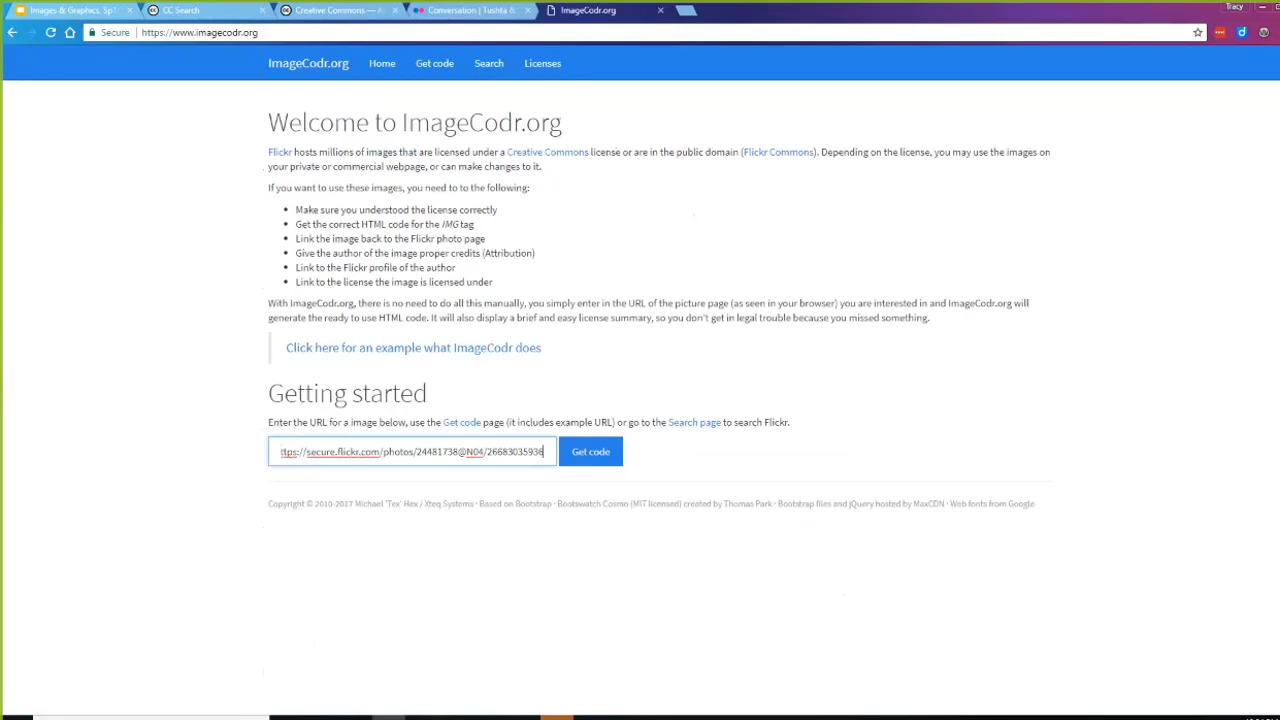 Images & Graphics, Sp1
CC Search
Creative Commons — A
Conversation | Tushta &
ImageCodr.org
Tracy
Secure
https://www.imagecodr.org
ImageCodr.org
Home
Get code
Search
Licenses
Welcome to ImageCodr.org
Flickr hosts millions of images that are licensed under a Creative Commons license or are in the public domain (Flickr Commons). Depending on the license, you may use the images on
your private or commercial webpage, or can make changes to it.
If you want to use these images, you need to to the following:
Make sure you understood the license correctly
Get the correct HTML code for the IMG tag
Link the image back to the Flickr photo page
Give the author of the image proper credits (Attribution)
Link to the Flickr profile of the author
Link to the license the image is licensed under
With ImageCodr.org, there is no need to do all this manually, you simply enter in the URL of the picture page (as seen in your browser) you are interested in and ImageCodr.org will
generate the ready to use HTML code. It will also display a brief and easy license summary, so you don't get in legal trouble because you missed something.
Click here for an example what ImageCodr does
Getting started
Enter the URL for a image below, use the Get code page (it includes example URL) or go to the Search page to search Flickr.
ttps://secure.flickr.com/photos/24481738@N04/26683035936
Get code
Copyright © 2010-2017 Michael 'Tex' Hex / Xteq Systems · Based on Bootstrap · Bootswatch Cosmo (MIT licensed) created by Thomas Park · Bootstrap files and jQuery hosted by MaxCDN · Web fonts from Google